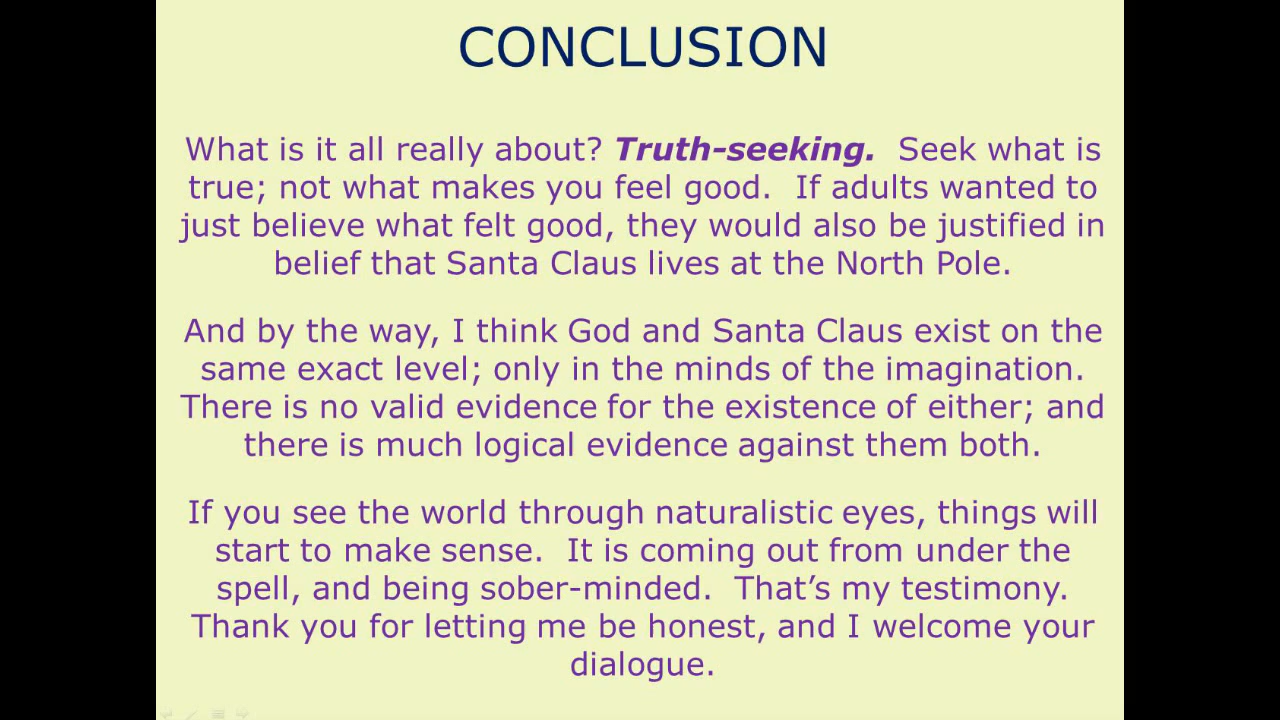 CONCLUSION
What is it all really about? Truth-seeking. Seek what is
true; not what makes you feel good. If adults wanted to
just believe what felt good, they would also be justified in
belief that Santa Claus lives at the North Pole.
And by the way, I think God and Santa Claus exist on the
same exact level; only in the minds of the imagination.
There is no valid evidence for the existence of either; and
there is much logical evidence against them both.
If you see the world through naturalistic eyes, things will
start to make sense. It is coming out from under the
spell, and being sober-minded. That’s my testimony.
Thank you for letting me be honest, and I welcome your
dialogue.